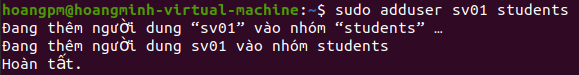 hoangpm@hoangminh-virtual-machine:~$ sudo adduser sv01 students
Đang thêm người dung “sv01” vào nhóm “students” …
Đang thêm người dùng sv01 vào nhóm students
Hoàn tất.